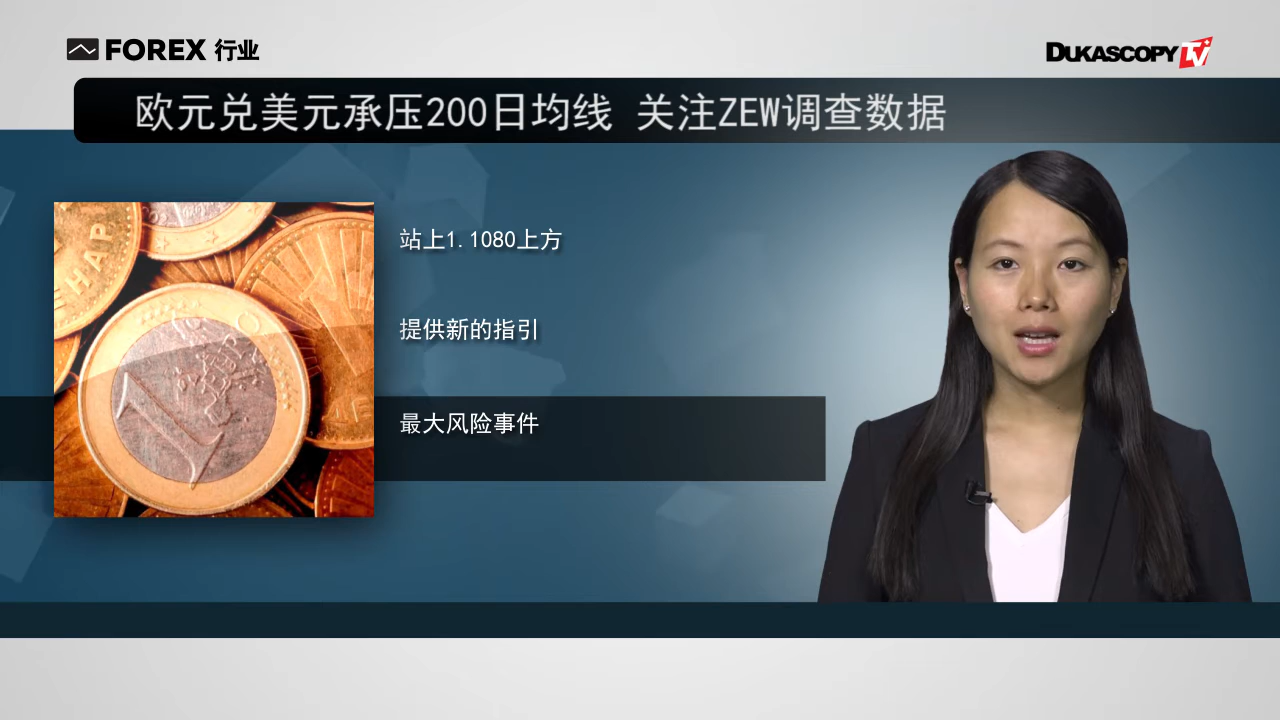 FOREX 行业
DUKASCOPY TV
欧元兑美元承压200日均线 关注ZEW调查数据
站上1.1080上方
提供新的指引
最大风险事件
EHAP
1